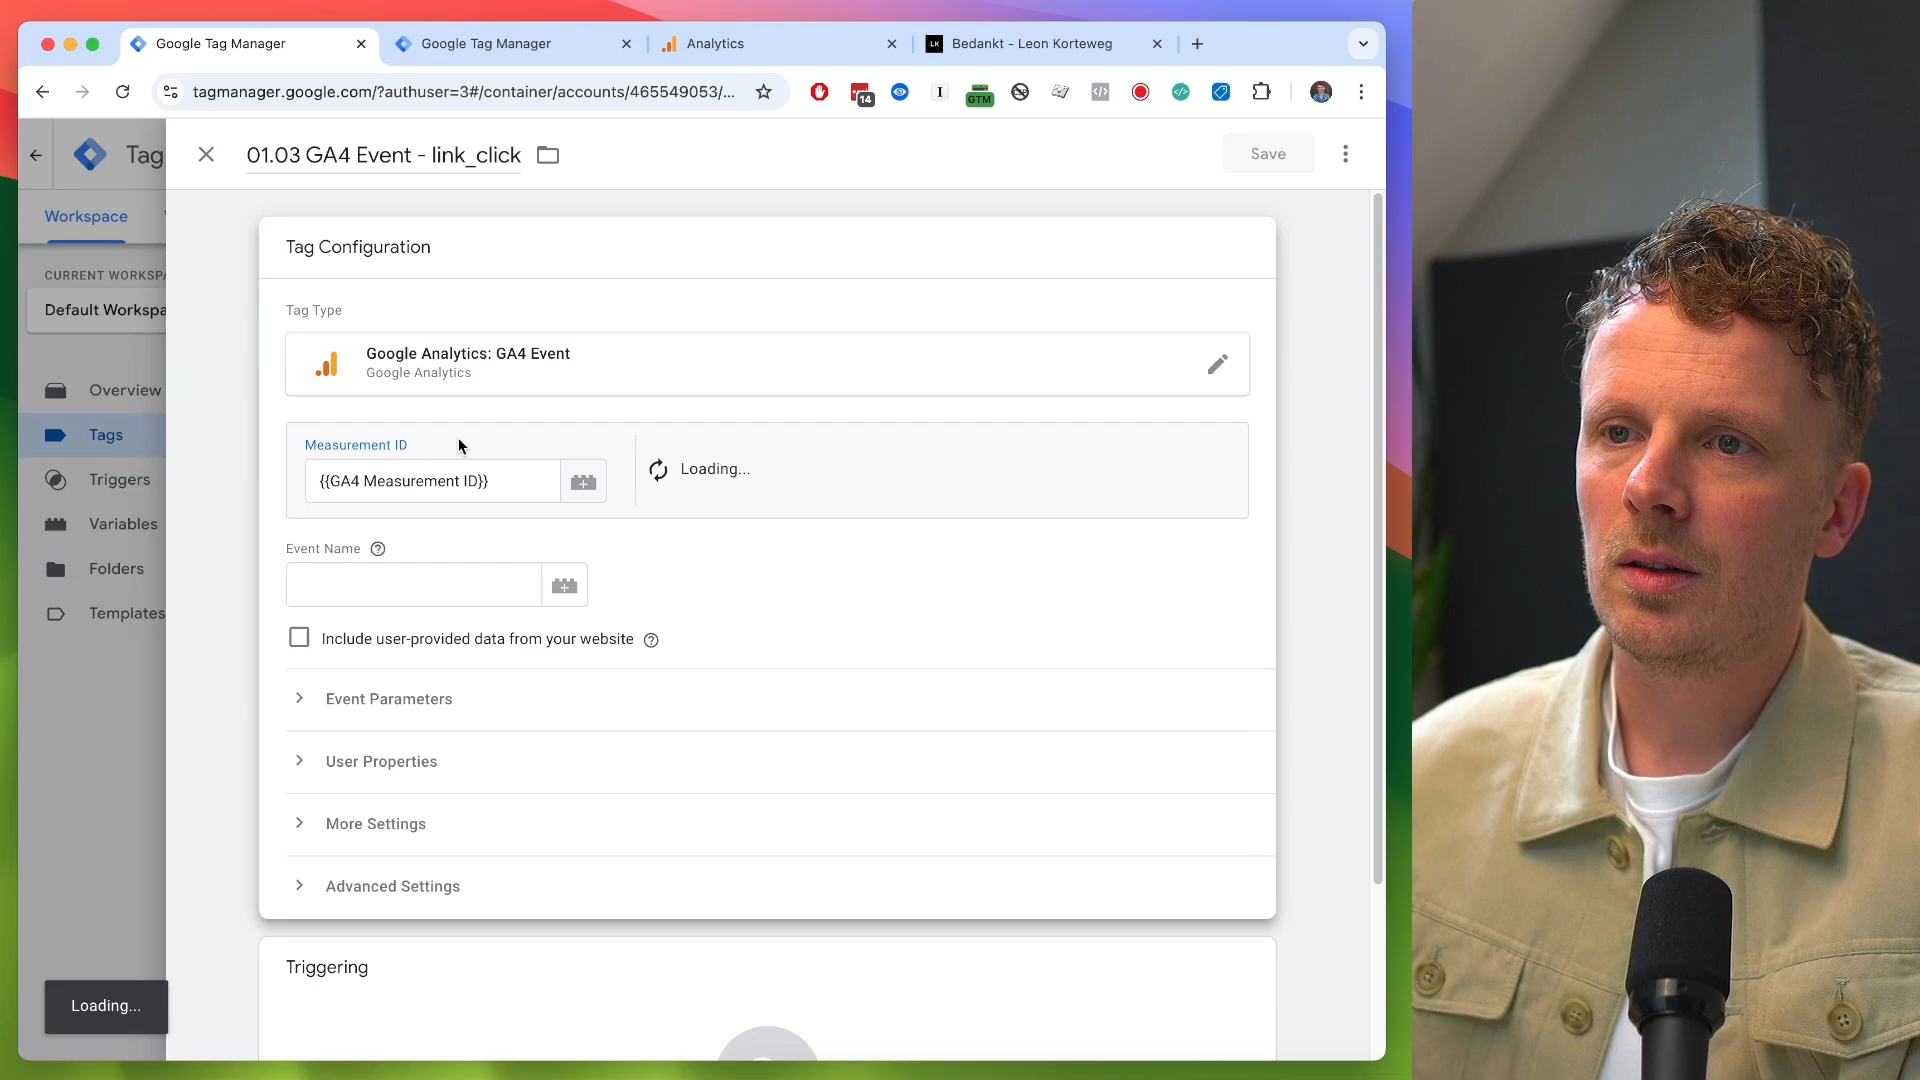 Google Tag Manager
Google Tag Manager
Analytics
LK
Bedankt - Leon Korteweg
tagmanager.google.com/?authuser=3#/container/accounts/465549053/...
14
GTM
Tag
01.03 GA4 Event - link_click
Save
Workspace
CURRENT WORKSPA
Default Workspa
Overview
Tags
Triggers
Variables
Folders
Templates
Tag Configuration
Tag Type
Google Analytics: GA4 Event
Google Analytics
Measurement ID
{{GA4 Measurement ID}}
Loading...
Event Name
Include user-provided data from your website
Event Parameters
User Properties
More Settings
Advanced Settings
Triggering
Loading...